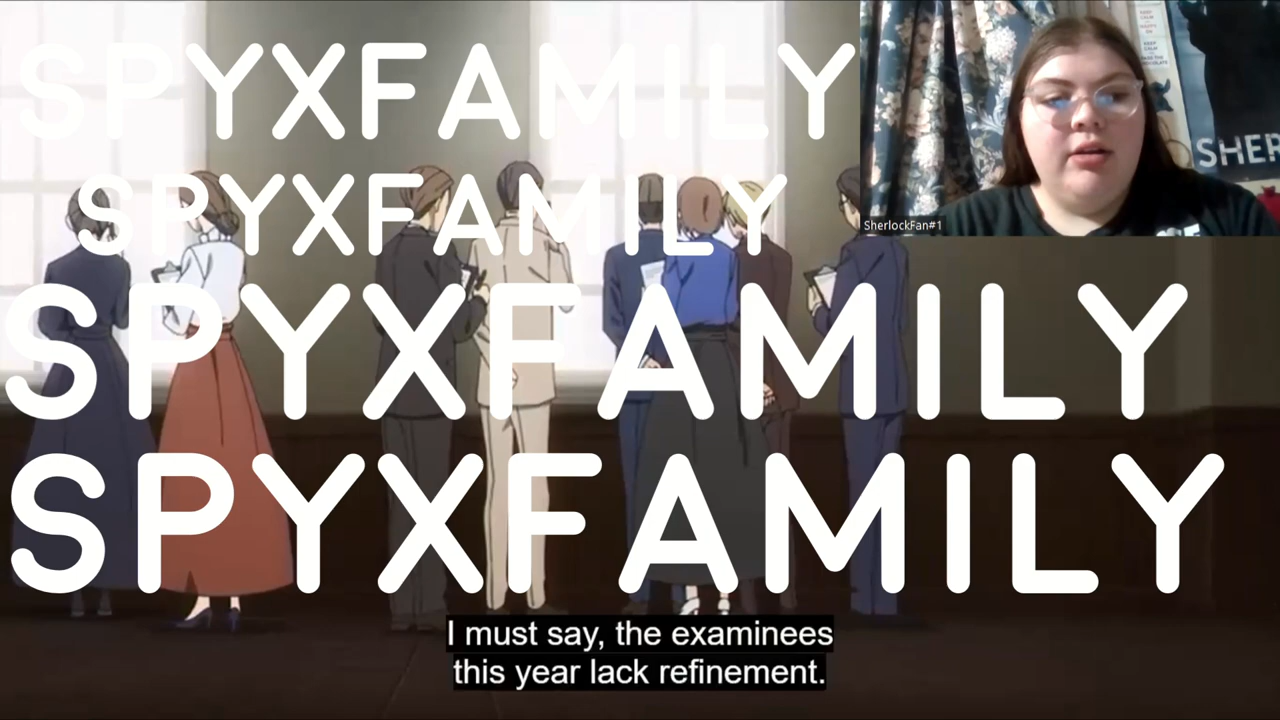 SPYXFAMILY
SPYXFAMILY
SPYXFAMILY
SPYXFAMILY
SherlockFan#1
SHER
I must say, the examinees
this year lack refinement.